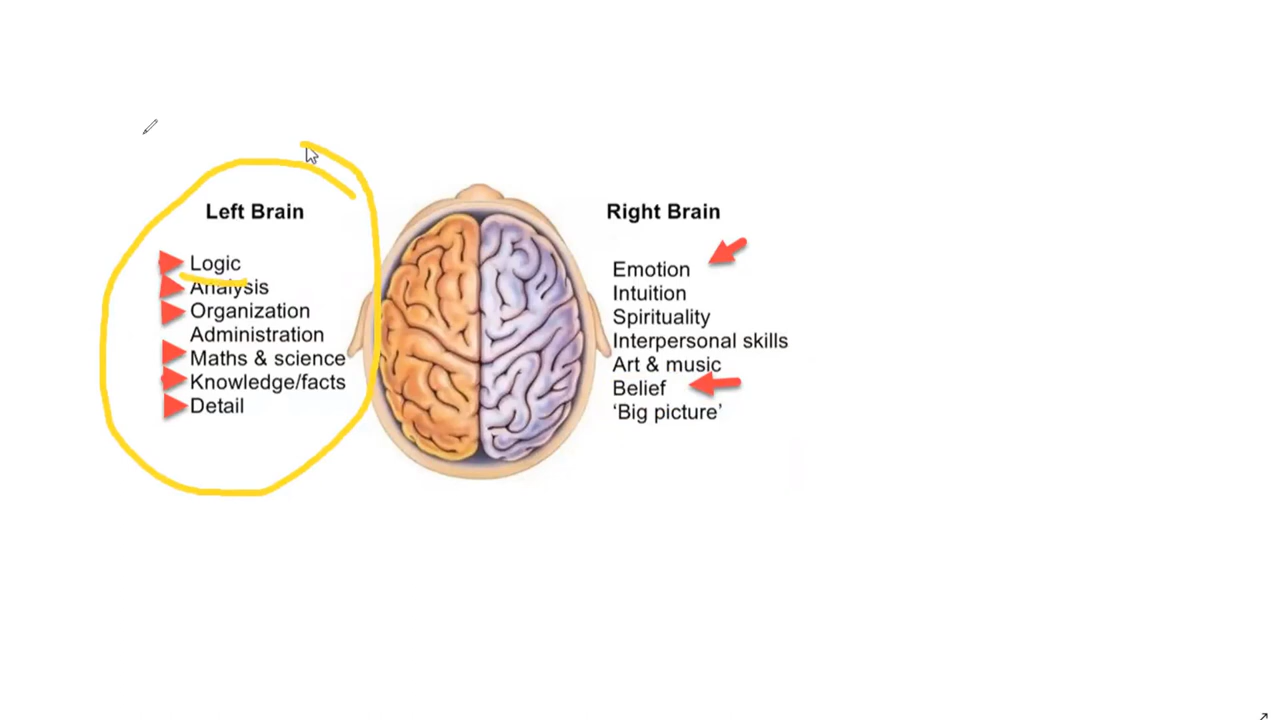 Left Brain
Logic
Analysis
Organization
Administration
Maths & science
Knowledge/facts
Detail
Right Brain
Emotion
Intuition
Spirituality
Interpersonal skills
Art & music
Belief
‘Big picture’